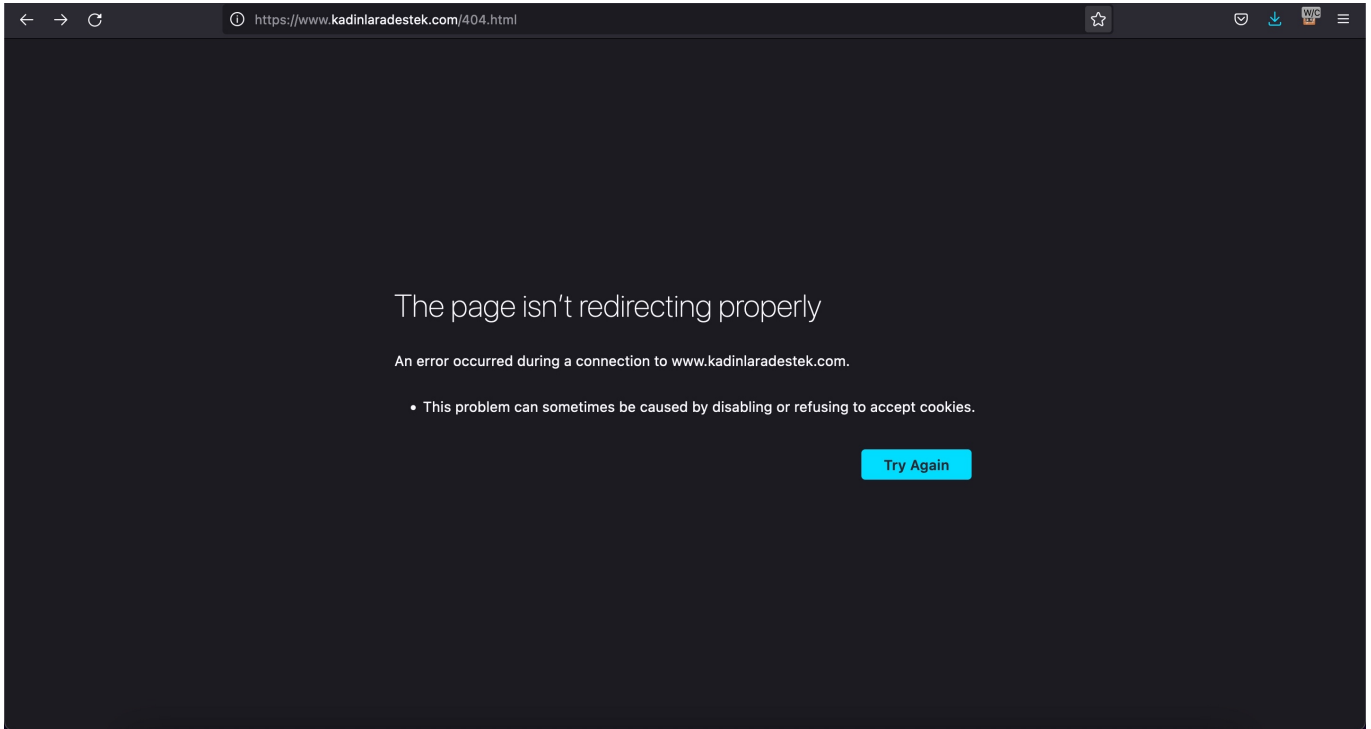 https://www.kadinlaradestek.com/404.html
W/C
The page isn't redirecting properly
An error occurred during a connection to www.kadinlaradestek.com.
• This problem can sometimes be caused by disabling or refusing to accept cookies.
Try Again